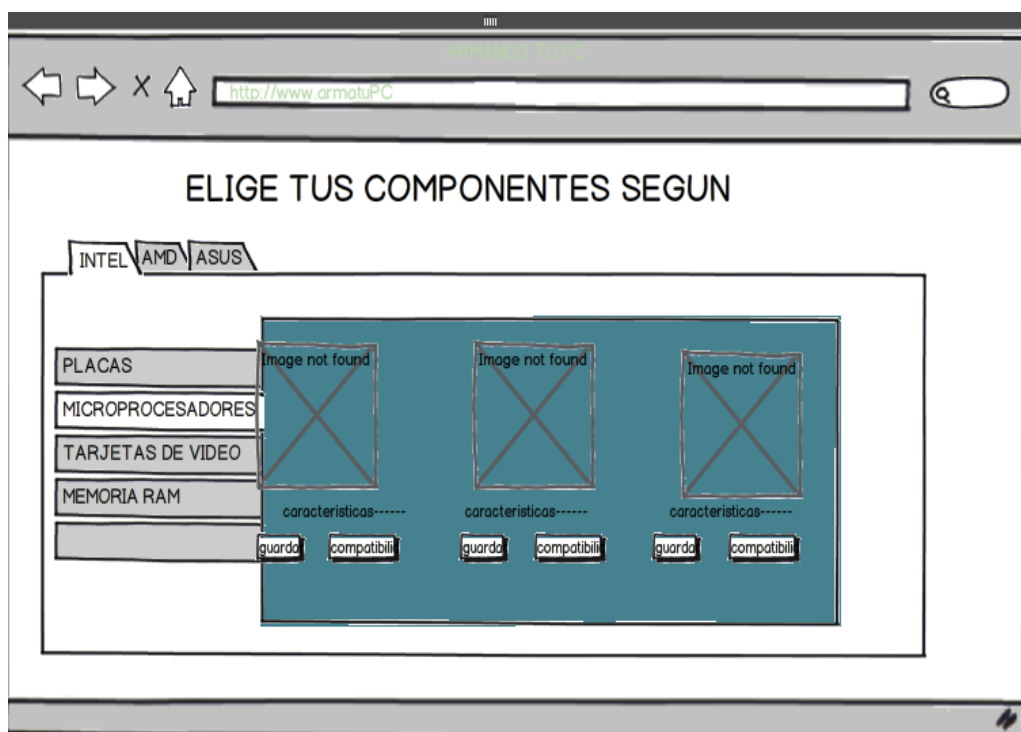 ARMANDO TU PC
http://www.armatuPC
ELIGE TUS COMPONENTES SEGUN
INTEL AMD ASUS
PLACAS
MICROPROCESADORES
TARJETAS DE VIDEO
MEMORIA RAM
Image not found Image not found Image not found
caracteristicas------ caracteristicas------ caracteristicas------
guarda compatibili guarda compatibili guarda compatibili